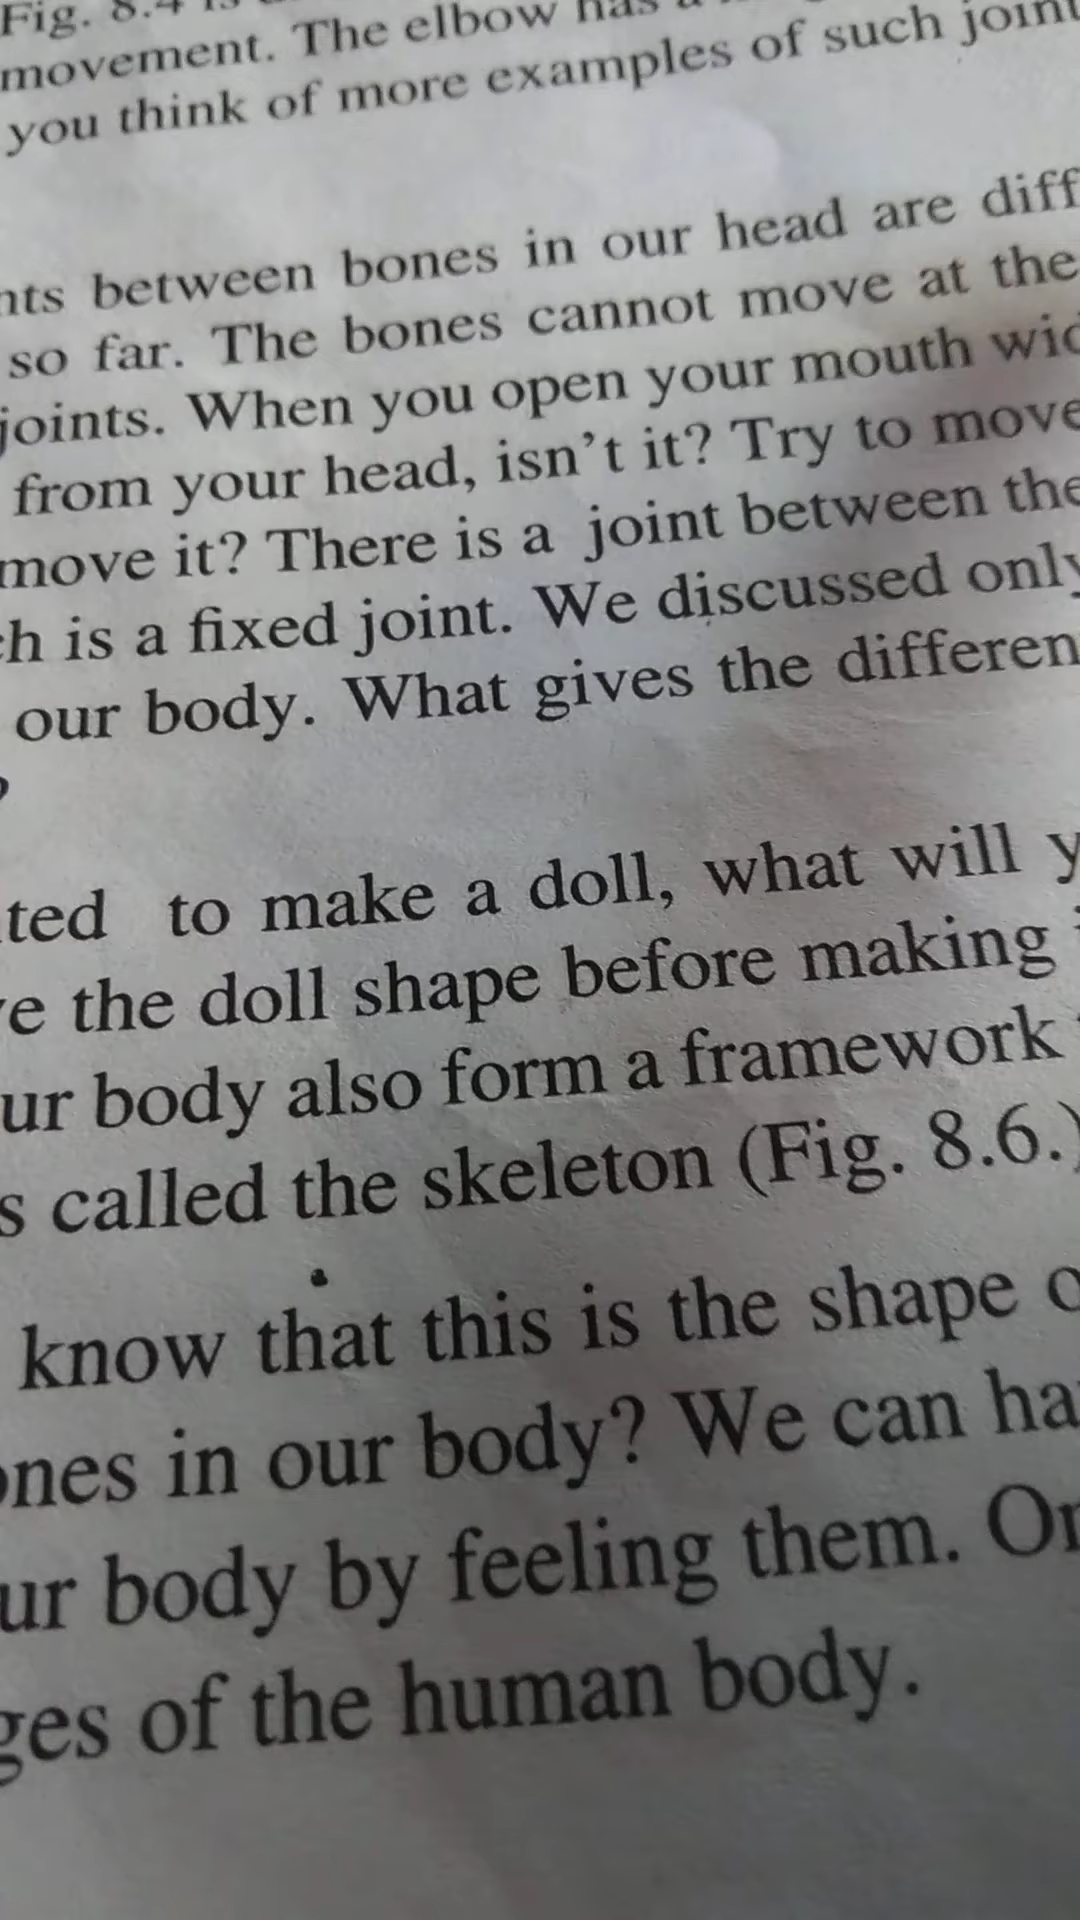 Fig. 8.4 is
movement. The elbow has a
you think of more examples of such joint
nts between bones in our head are diff
so far. The bones cannot move at the
joints. When you open your mouth wid
from your head, isn't it? Try to move
move it? There is a joint between the
ch is a fixed joint. We discussed only
our body. What gives the differen
?
ted to make a doll, what will y
ve the doll shape before making i
ur body also form a framework
s called the skeleton (Fig. 8.6.)
know that this is the shape o
ones in our body? We can ha
ur body by feeling them. On
ges of the human body.